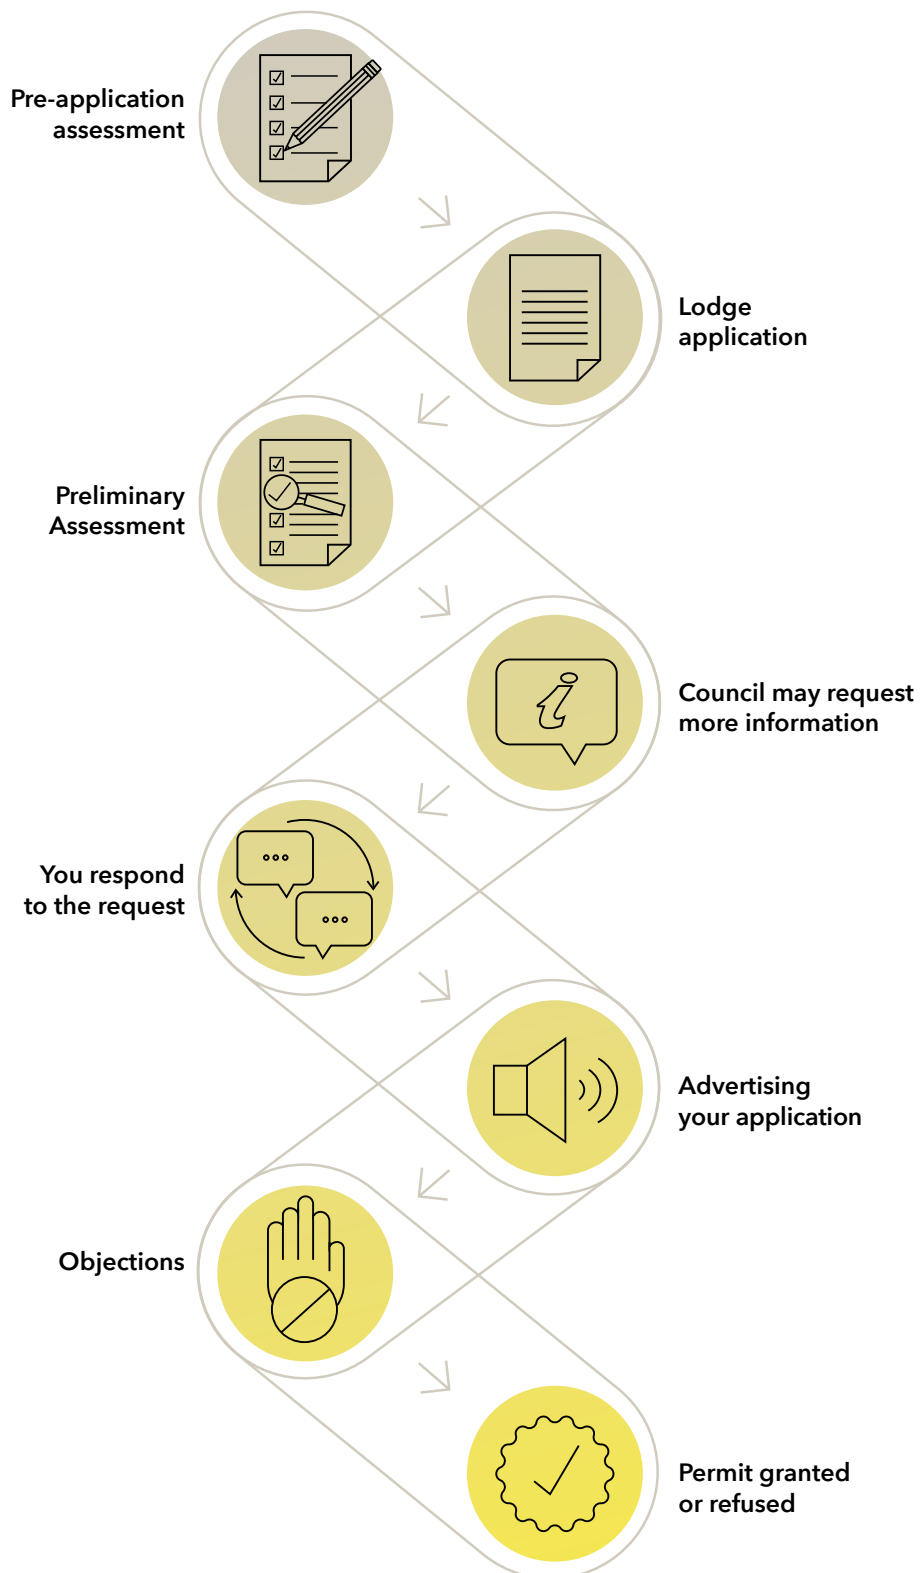 Pre-application
assessment
Lodge
application
Preliminary
Assessment
Council may request
more information
You respond
to the request
Advertising
your application
Objections
Permit granted
or refused